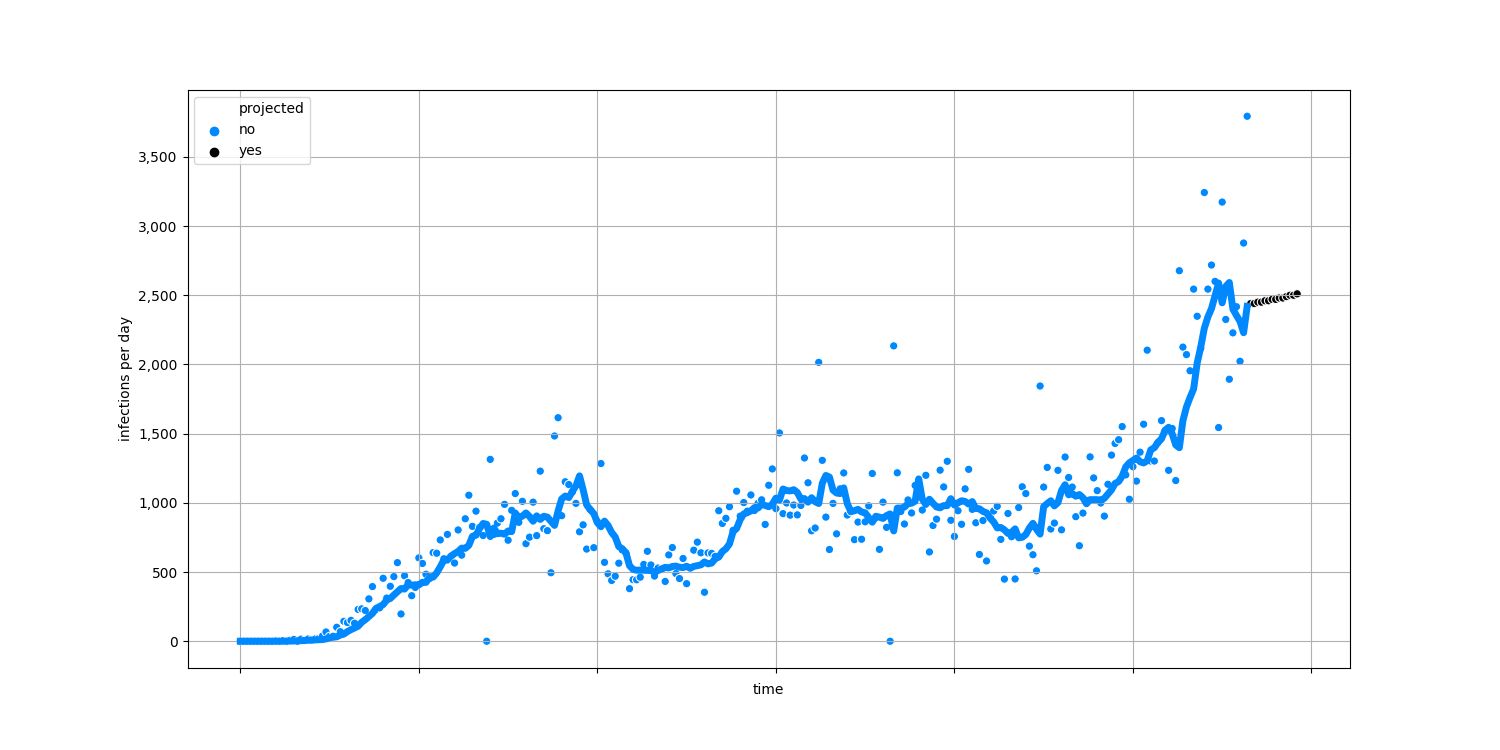 projected
no
yes
3,500
3,000
2,500
2,000
1,500
1,000
500
0
infections per day
time